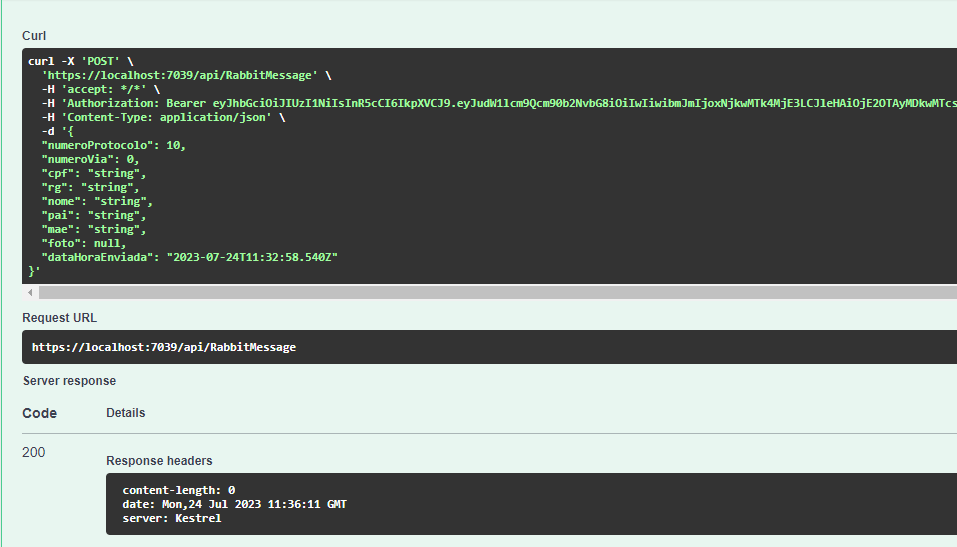 Curl
curl -X 'POST' \
'https://localhost:7039/api/RabbitMessage' \
-H 'accept: */*' \
-H 'Authorization: Bearer eyJhbGciOiJIUzI1NiIsInR5cCI6IkpXVCJ9.eyJudW1lcm9Qcm90b2NvbG8iOiIwIiwibmJmIjoxNjkwMTk4MjE3LCJleHAiOjE2OTAyMDkwMTcs
-H 'Content-Type: application/json' \
-d '{
"numeroProtocolo": 10,
"numeroVia": 0,
"cpf": "string",
"rg": "string",
"nome": "string",
"pai": "string",
"mae": "string",
"foto": null,
"dataHoraEnviada": "2023-07-24T11:32:58.540Z"
}'
Request URL
https://localhost:7039/api/RabbitMessage
Server response
Code Details
200
Response headers
content-length: 0
date: Mon,24 Jul 2023 11:36:11 GMT
server: Kestrel